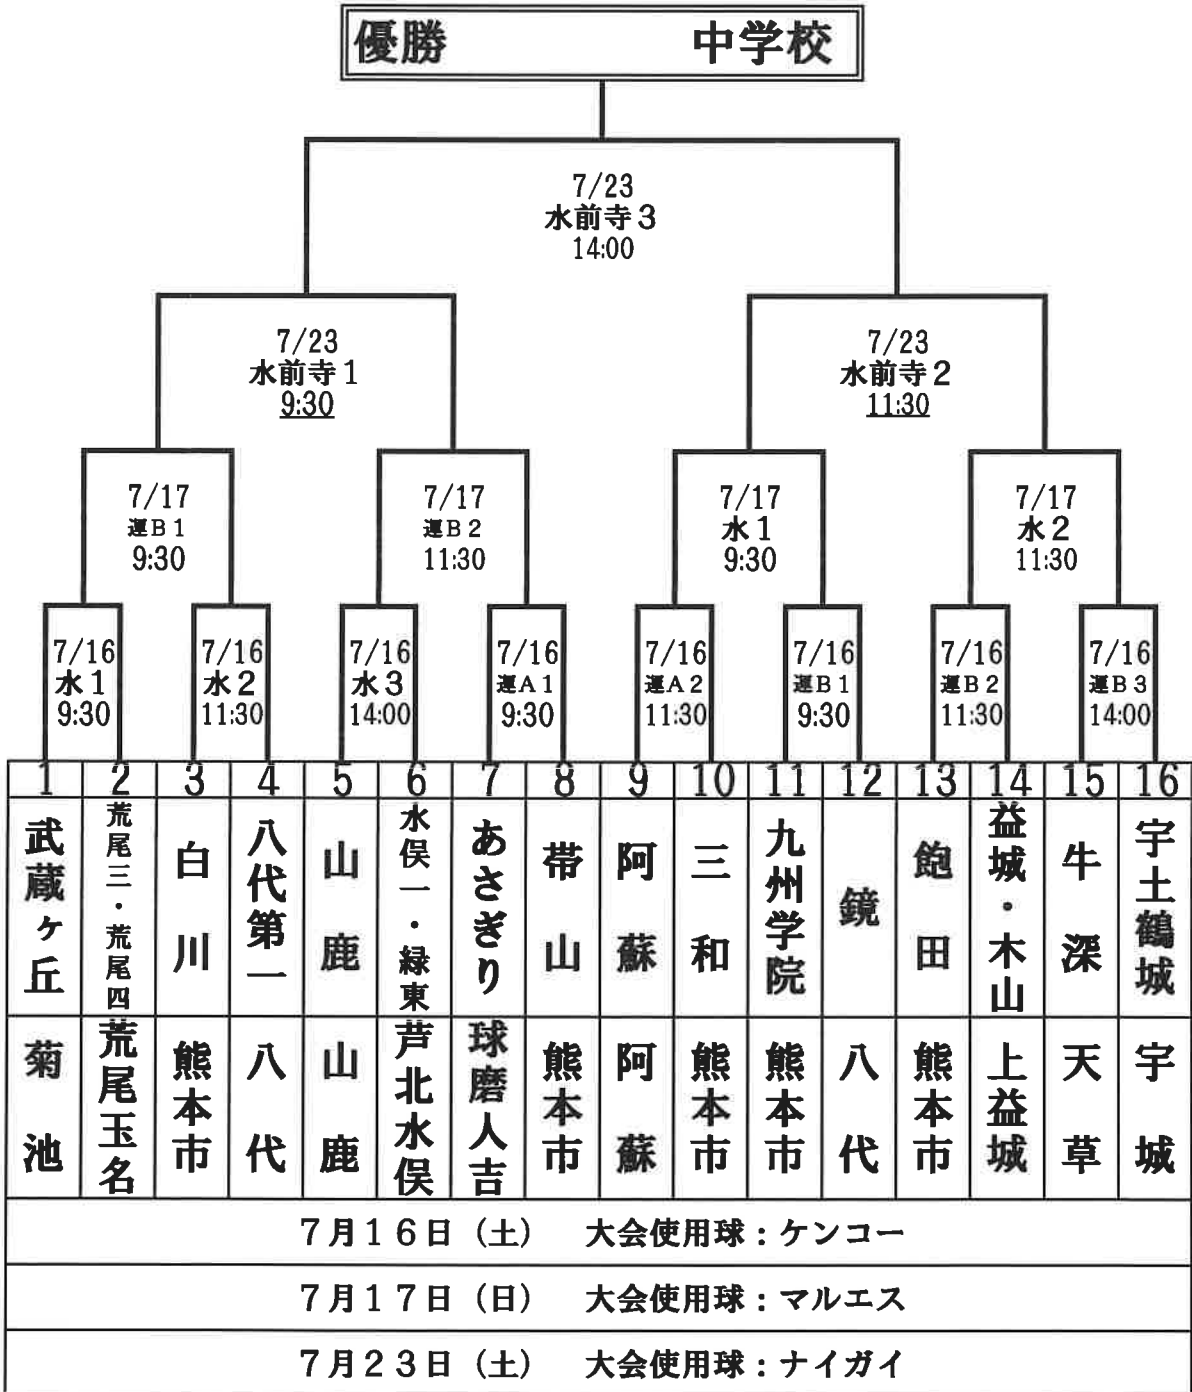 優勝 中学校
7/23
水前寺3
14:00
7/23
水前寺1
9:30
7/23
水前寺2
11:30
7/17
運B1
9:30
7/17
運B2
11:30
7/17
水1
9:30
7/17
水2
11:30
7/16
水1
9:30
7/16
水2
11:30
7/16
水3
14:00
7/16
運A1
9:30
7/16
運A2
11:30
7/16
運B1
9:30
7/16
運B2
11:30
7/16
運B3
14:00
1 2 3 4 5 6 7 8 9 10 11 12 13 14 15 16
武蔵ヶ丘
荒尾三・荒尾四
白川
八代第一
山鹿
水俣一・緑東
あさぎり
帯山
阿蘇
三和
九州学院
鏡
飽田
益城・木山
牛深
宇土鶴城
菊池
荒尾玉名
熊本市
八代
山鹿
芦北水俣
球磨人吉
熊本市
阿蘇
熊本市
熊本市
八代
熊本市
上益城
天草
宇城
7月16日(土) 大会使用球:ケンコー
7月17日(日) 大会使用球:マルエス
7月23日(土) 大会使用球:ナイガイ